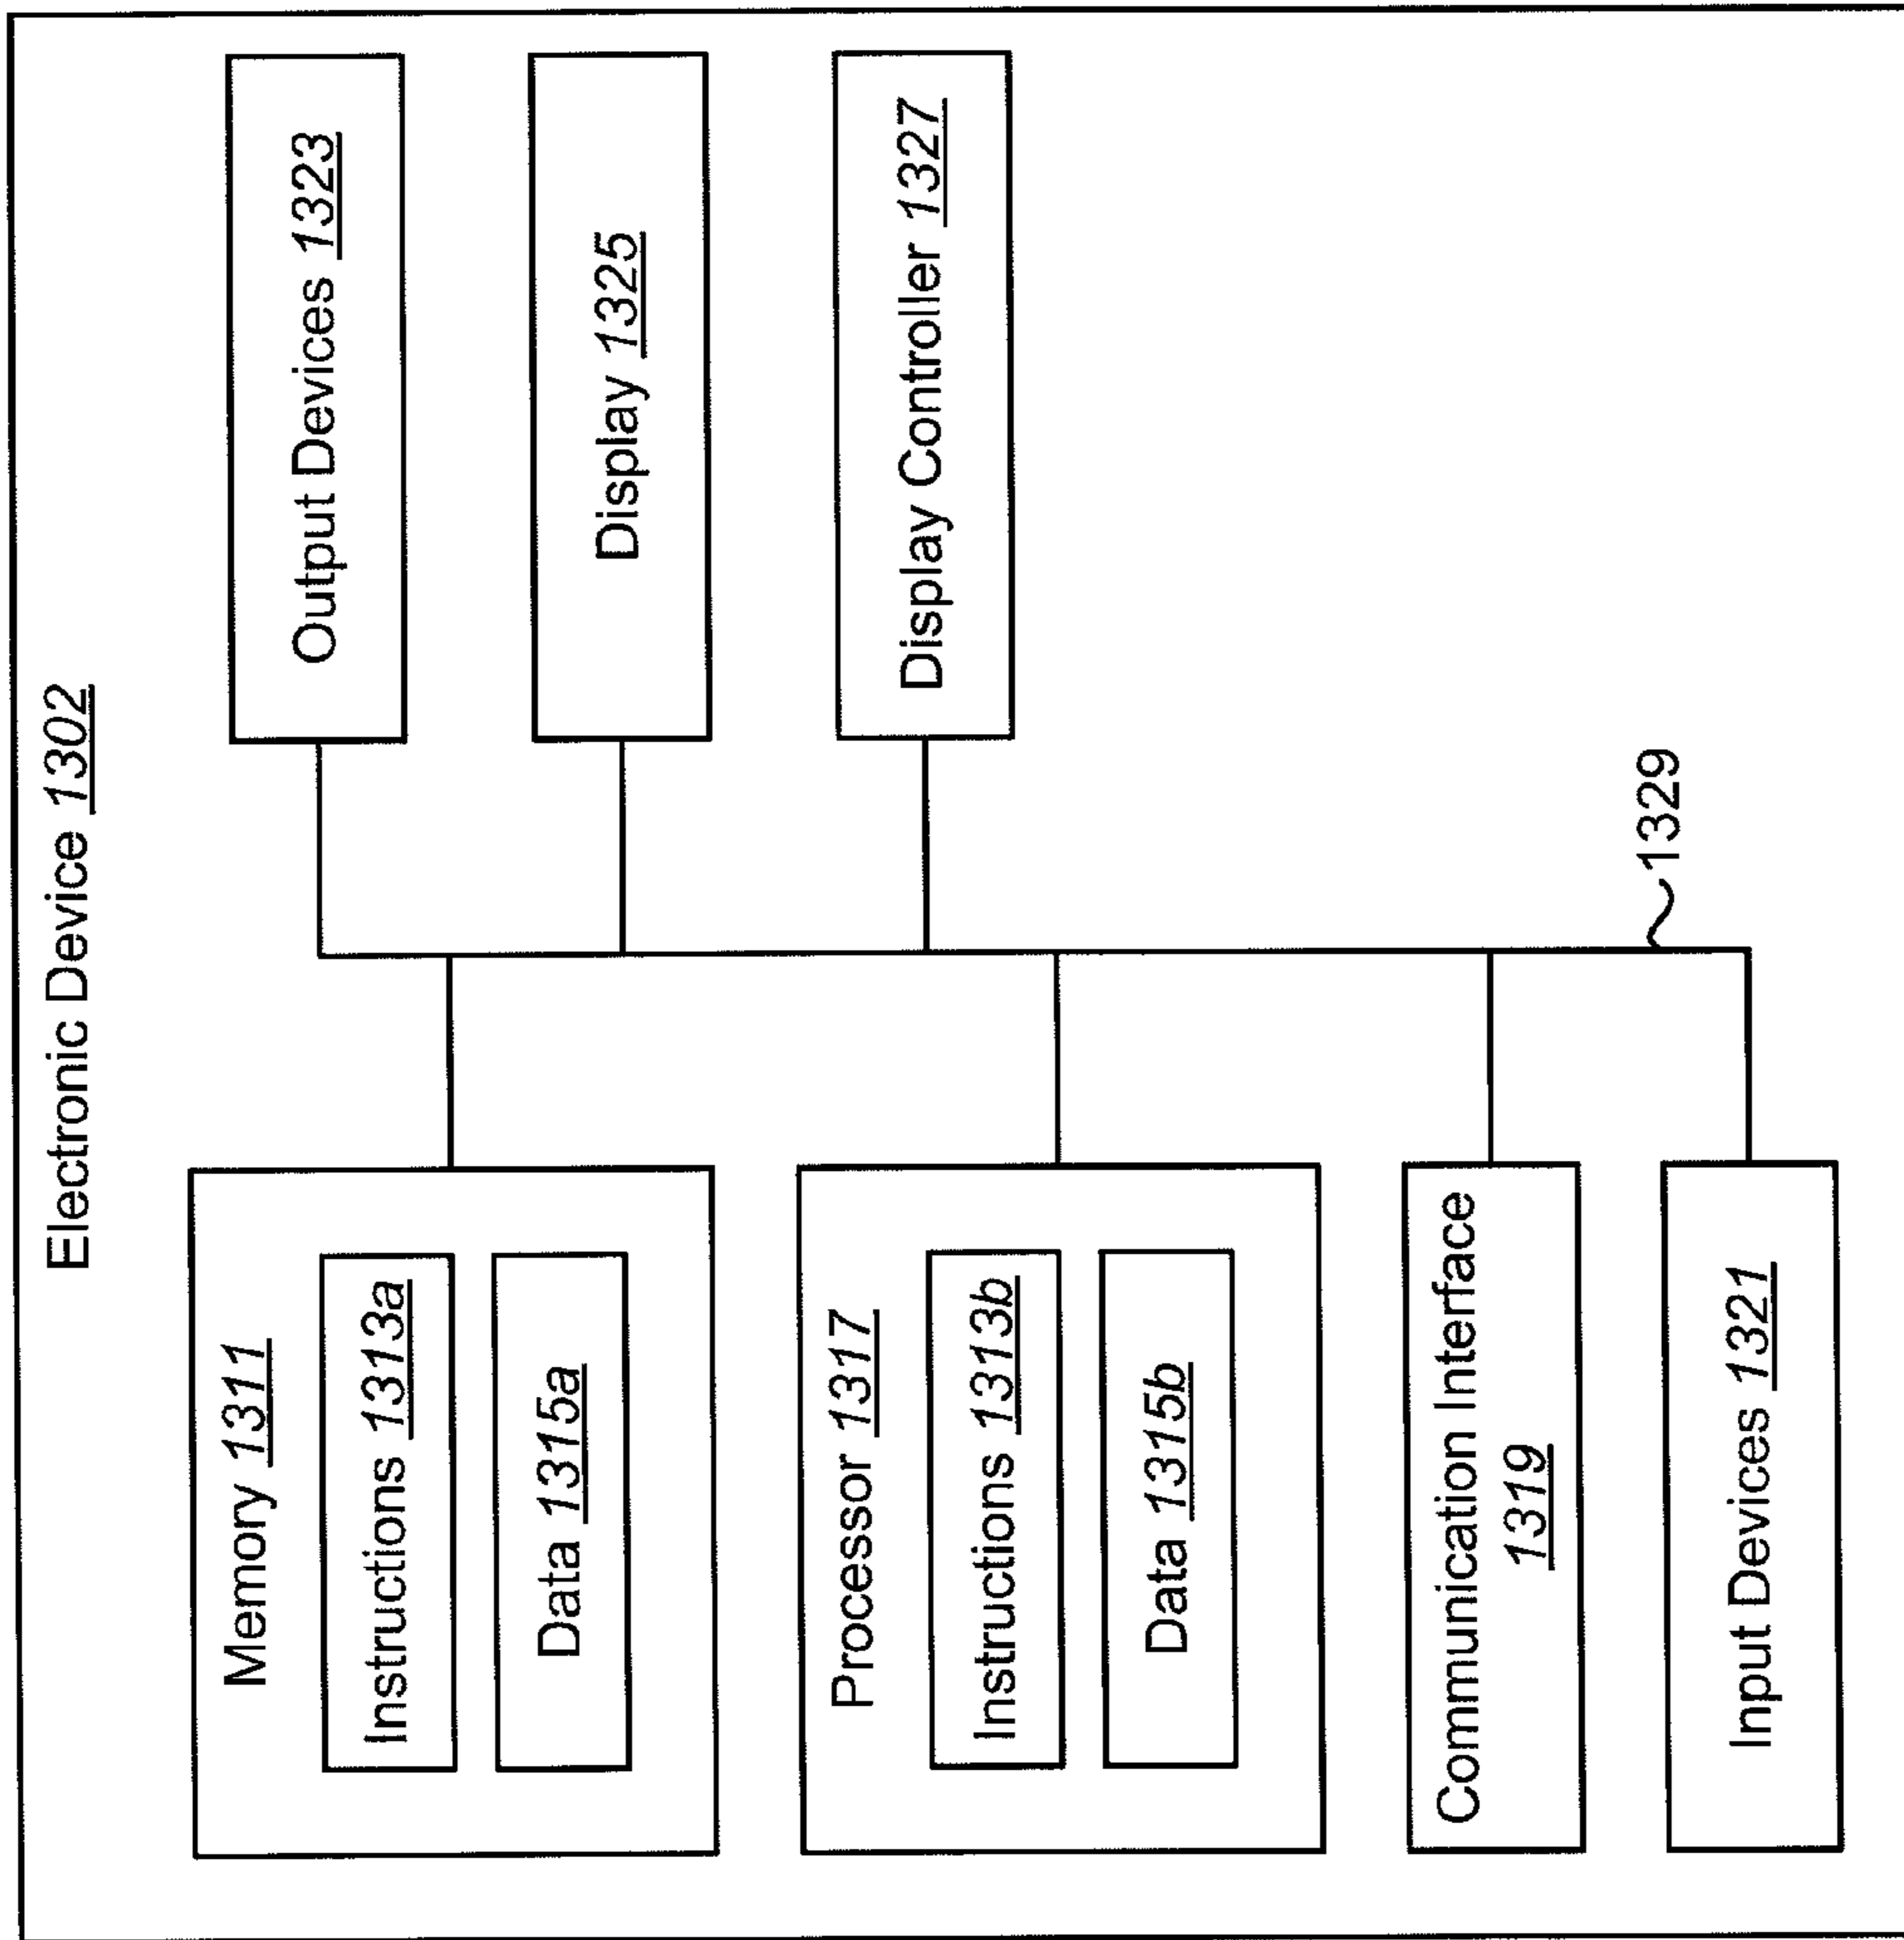 Electronic Device 1302
Memory 1311
Instructions 1313a
Data 1315a
Processor 1317
Instructions 1313b
Data 1315b
Communication Interface
1319
Input Devices 1321
Output Devices 1323
Display 1325
Display Controller 1327
1329